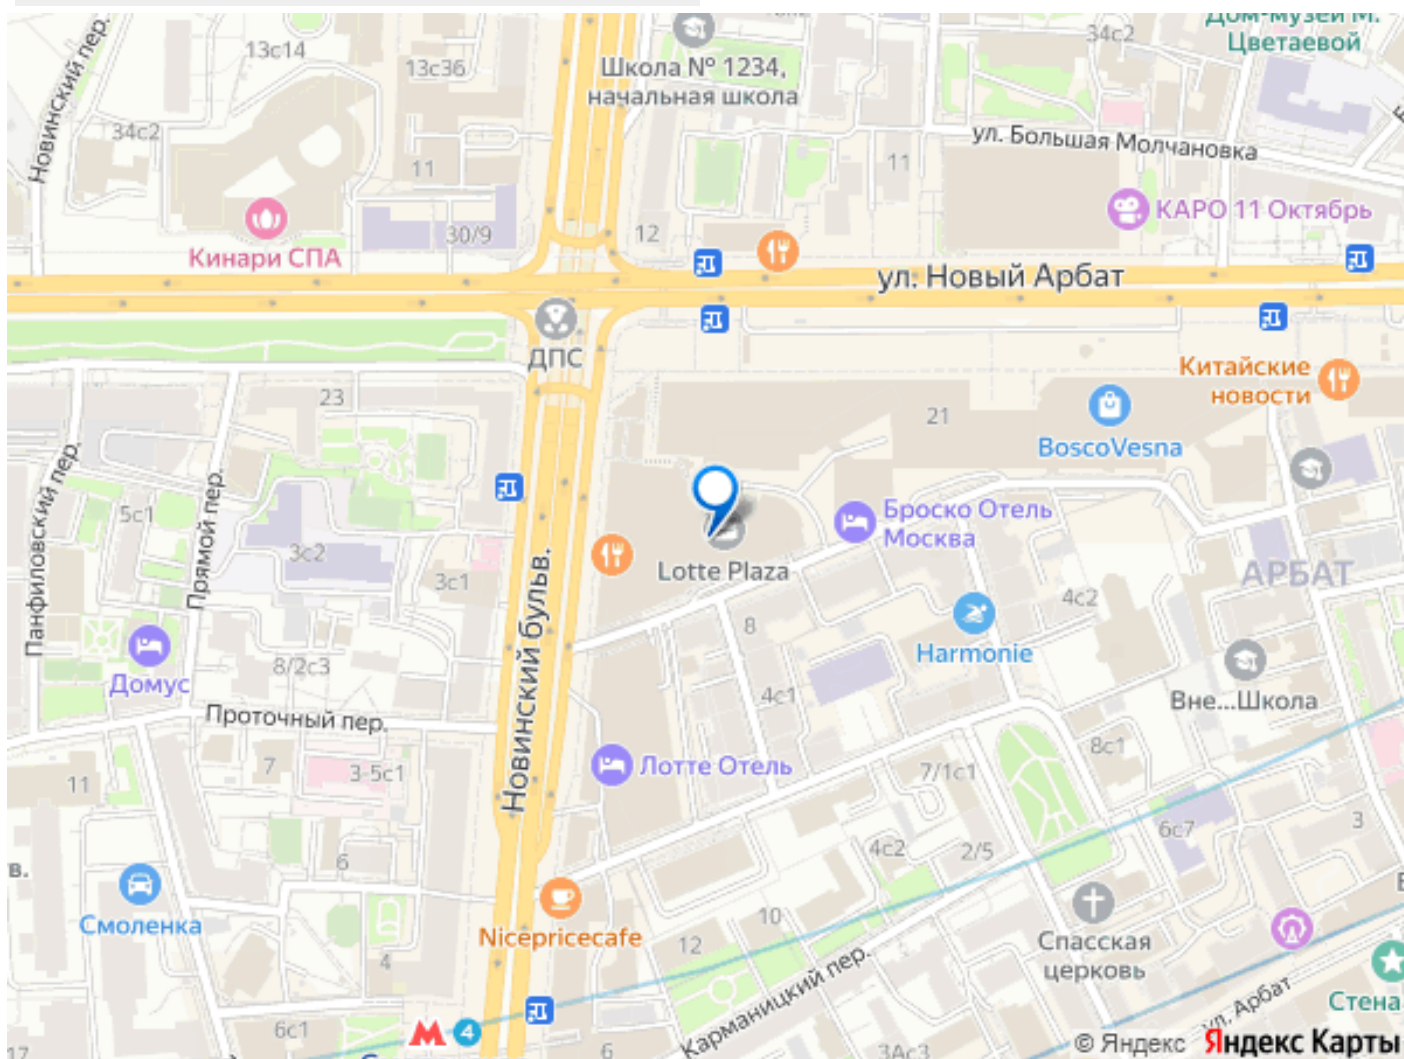 Дом-музей М.
Цветаевой
34с2
Новинский пер.
13с14
13с36
Школа № 1234,
начальная школа
34с2
11
11
ул. Большая Молчановка
КАРО 11 Октябрь
Кинари СПА
30/9
12
ул. Новый Арбат
ДПС
Китайские
новости
23
21
BoscoVesna
Панфиловский пер.
Прямой пер.
5с1
3с2
3с1
Новинский бульв.
Lotte Plaza
Броско Отель
Москва
АРБАТ
4с2
8
Harmonie
Домус
8/2с3
4с1
Вне...Школа
Проточный пер.
8с1
11
7
3-5с1
Лотте Отель
7/1с1
6с7
3
6
4с2
2/5
в.
Смоленка
Nicepricecafe
10
12
Спасская
церковь
4
Карманицкий пер.
ул. Арбат
Стена
17
6с1
М
4
6
3Ас3
© Яндекс
Яндекс Карты